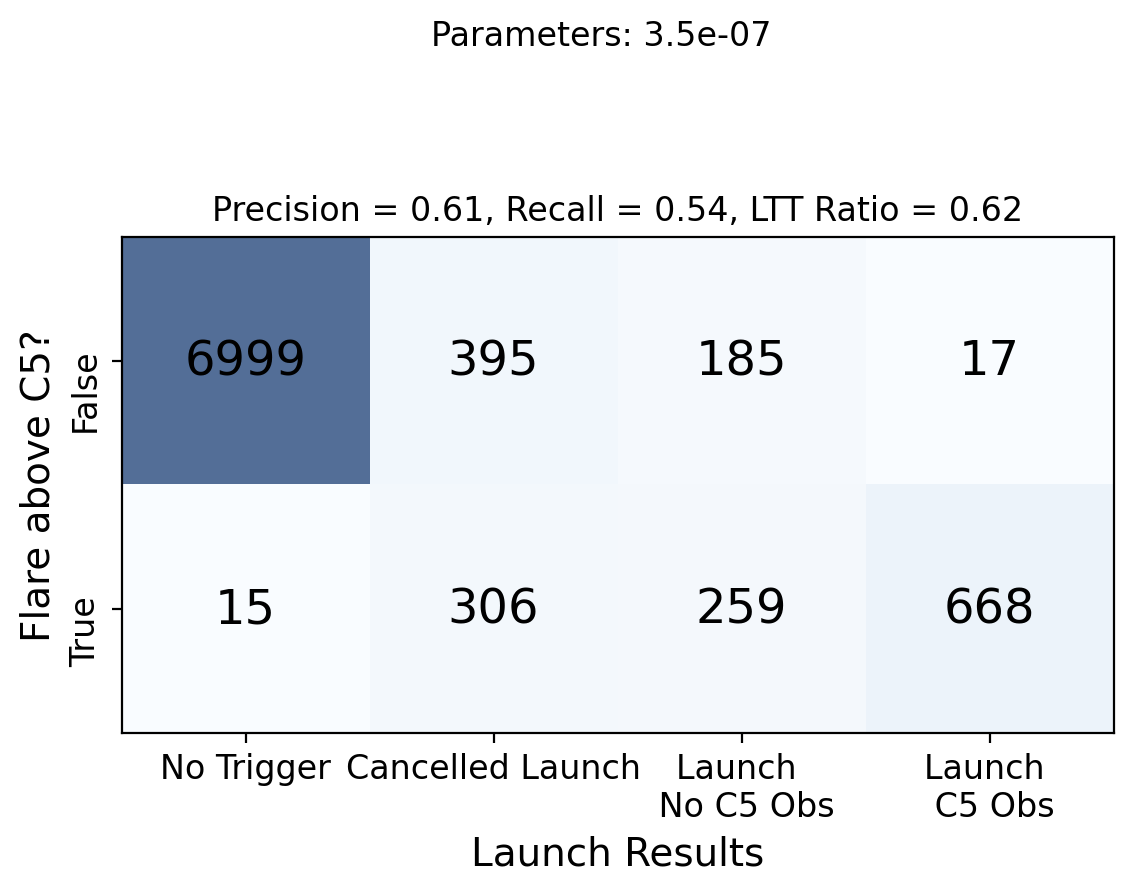 Parameters: 3.5e-07
Precision = 0.61, Recall = 0.54, LTT Ratio = 0.62
Flare above C5?
False
6999 395 185 17
True
15 306 259 668
No Trigger Cancelled Launch Launch Launch
No C5 Obs C5 Obs
Launch Results